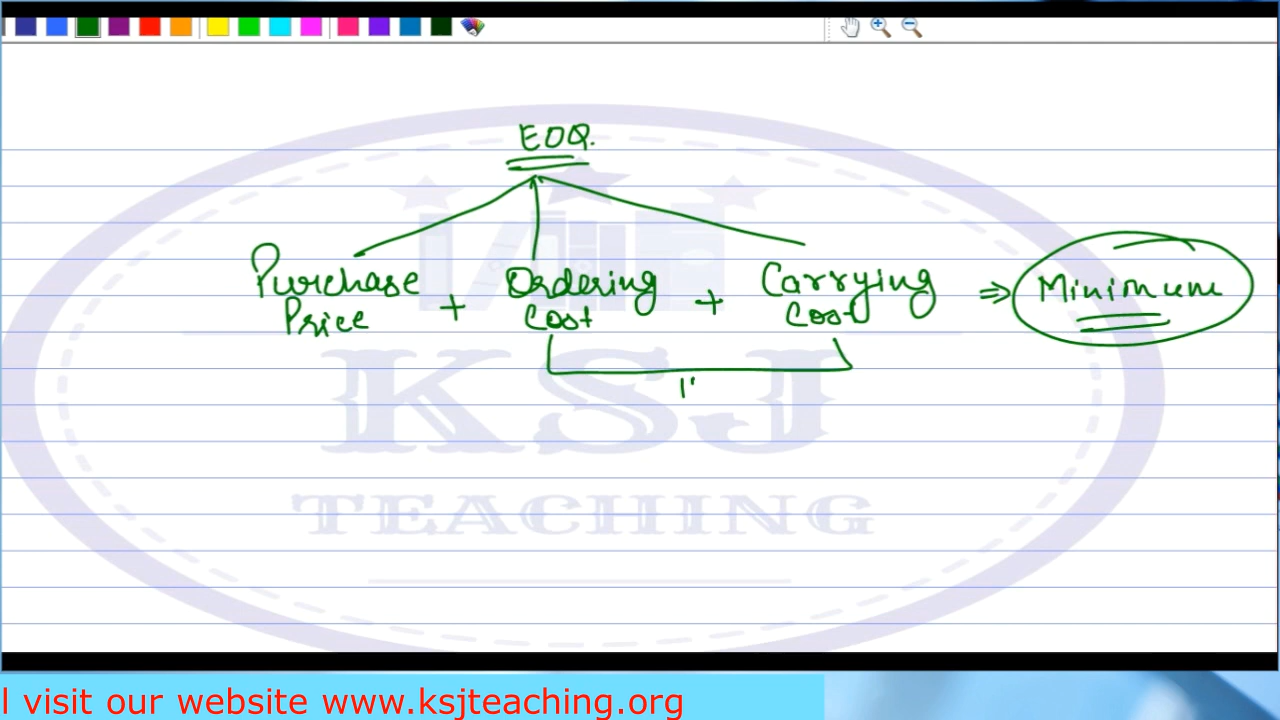 EOQ.
Purchase Price + Ordering Cost + Carrying Cost ⇒ Minimum
KSJ
TEACHING
l visit our website www.ksjteaching.org